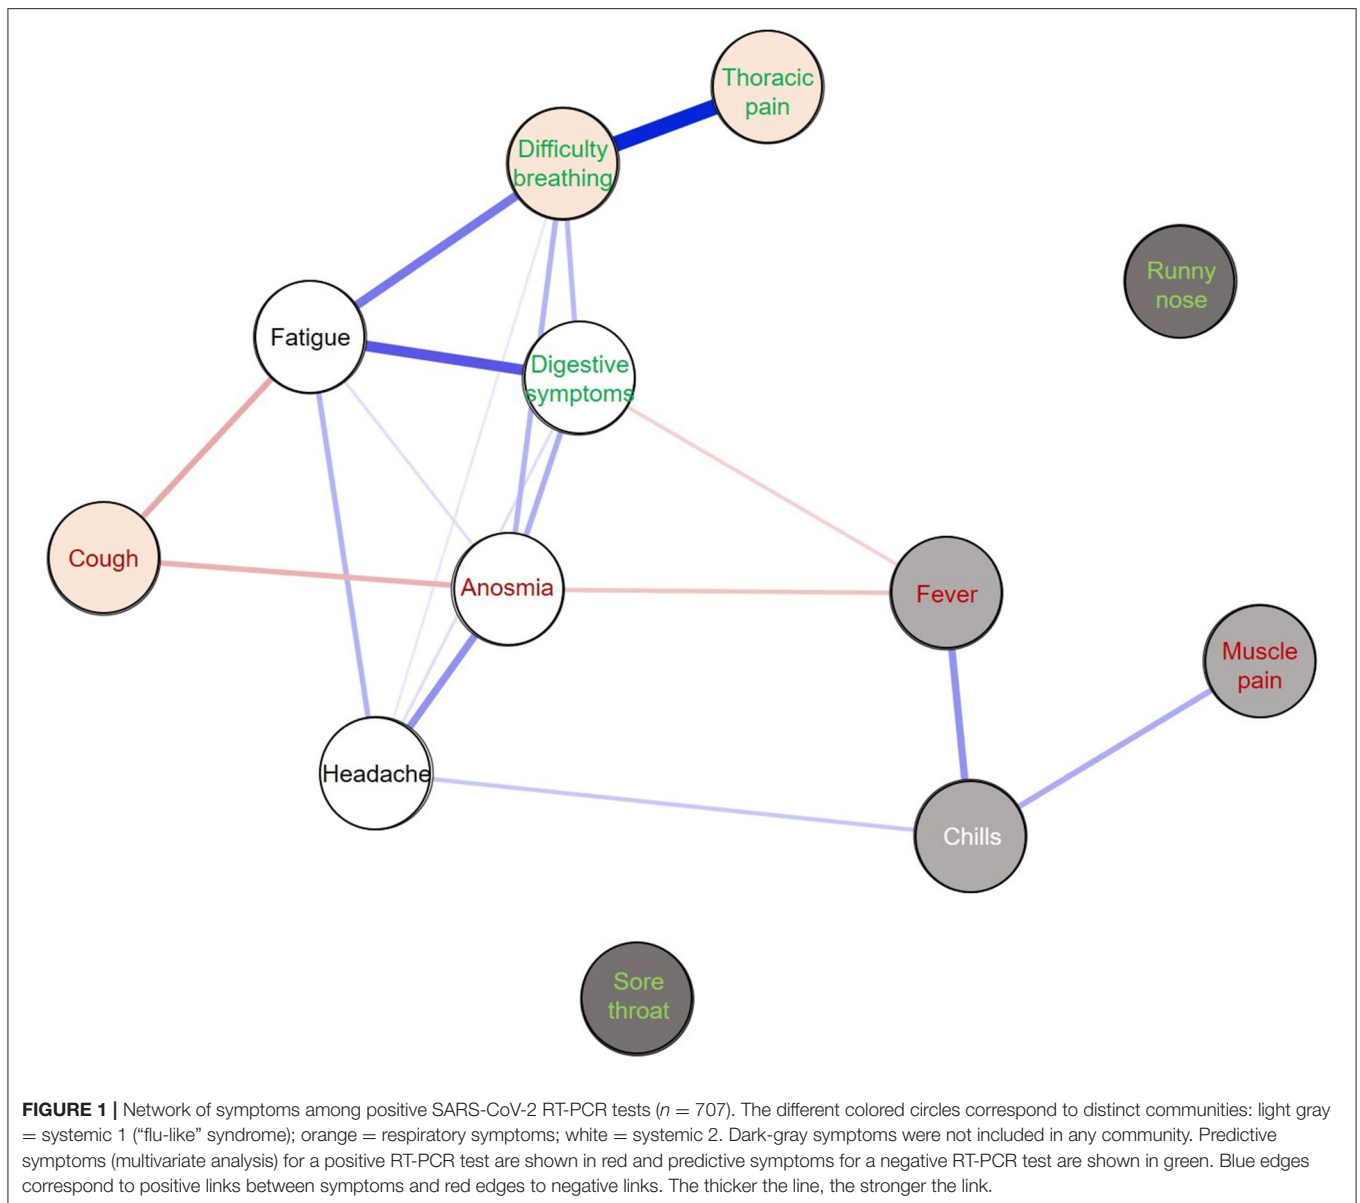 Thoracic
pain
Difficulty
breathing
Runny
nose
Fatigue
Digestive
symptoms
Cough
Anosmia
Fever
Muscle
pain
Headache
Chills
Sore
throat
FIGURE 1 | Network of symptoms among positive SARS-CoV-2 RT-PCR tests (n = 707). The different colored circles correspond to distinct communities: light gray
= systemic 1 (“flu-like” syndrome); orange = respiratory symptoms; white = systemic 2. Dark-gray symptoms were not included in any community. Predictive
symptoms (multivariate analysis) for a positive RT-PCR test are shown in red and predictive symptoms for a negative RT-PCR test are shown in green. Blue edges
correspond to positive links between symptoms and red edges to negative links. The thicker the line, the stronger the link.